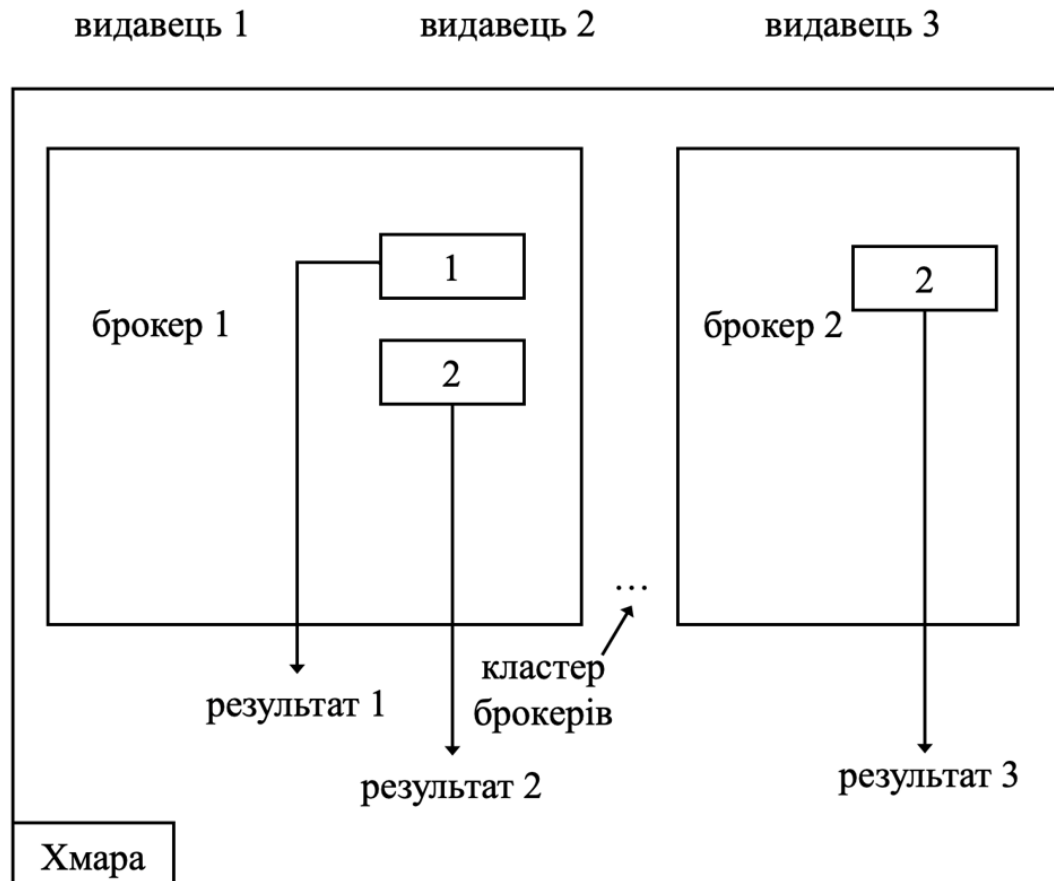 видавець 1
видавець 2
видавець 3
1
брокер 1
2
2
брокер 2
...
кластер
брокерів
результат 1
результат 2
результат 3
Хмара